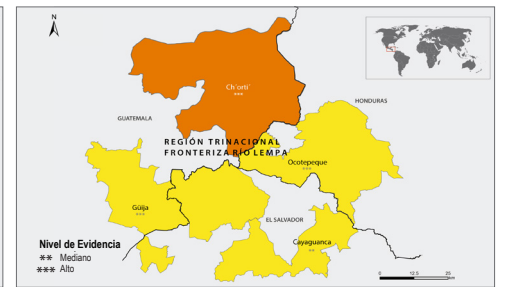 N
Ch´orti´
***
HONDURAS
GUATEMALA
REGIÓN TRINACIONAL
FRONTERIZA RÍO LEMPA
Ocotepeque
***
Güija
***
EL SALVADOR
Cayaguanca
**
Nivel de Evidencia
** Mediano
*** Alto
0 12.5 25
km